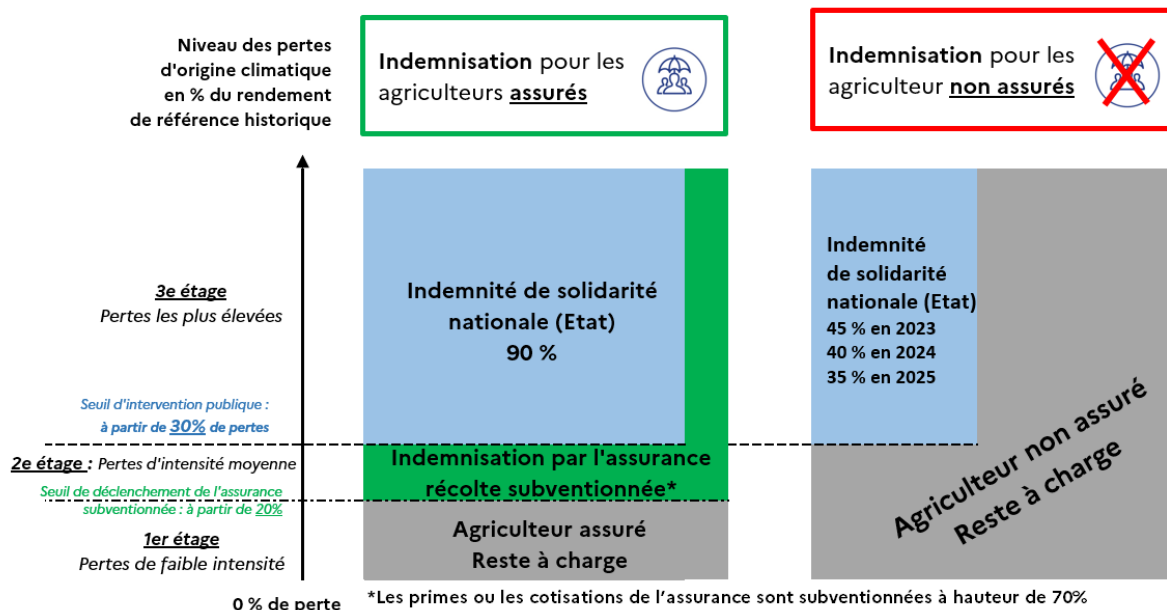 Niveau des pertes
d'origine climatique
en % du rendement
de référence historique
Indemnisation pour les
agriculteurs assurés
Indemnisation pour les
agriculteur non assurés
3e étage
Pertes les plus élevées
Seuil d'intervention publique :
à partir de 30% de pertes
2e étage : Pertes d'intensité moyenne
Seuil de déclenchement de l'assurance
subventionnée : à partir de 20%
1er étage
Pertes de faible intensité
0 % de perte
Indemnité de solidarité
nationale (Etat)
90 %
Indemnisation par l'assurance
récolte subventionnée*
Agriculteur assuré
Reste à charge
Indemnité
de solidarité
nationale (Etat)
45 % en 2023
40 % en 2024
35 % en 2025
Agriculteur non assuré
Reste à charge
*Les primes ou les cotisations de l'assurance sont subventionnées à hauteur de 70%